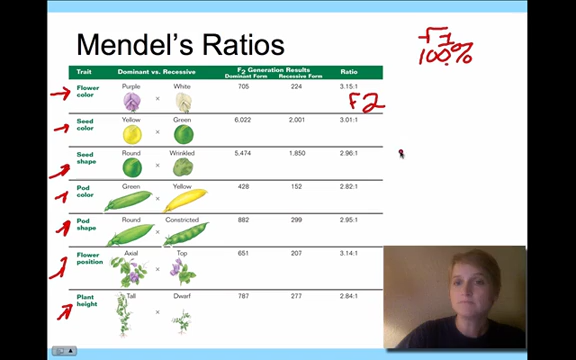 Mendel's Ratios
F1
100%
Trait Dominant vs. Recessive F2 Generation Results Ratio
Dominant Form Recessive Form
Flower color Purple × White 705 224 3.15:1
F2
Seed color Yellow × Green 6,022 2,001 3.01:1
Seed shape Round × Wrinkled 5,474 1,850 2.96:1
Pod color Green × Yellow 428 152 2.82:1
Pod shape Round × Constricted 882 299 2.95:1
Flower position Axial × Top 651 207 3.14:1
Plant height Tall × Dwarf 787 277 2.84:1